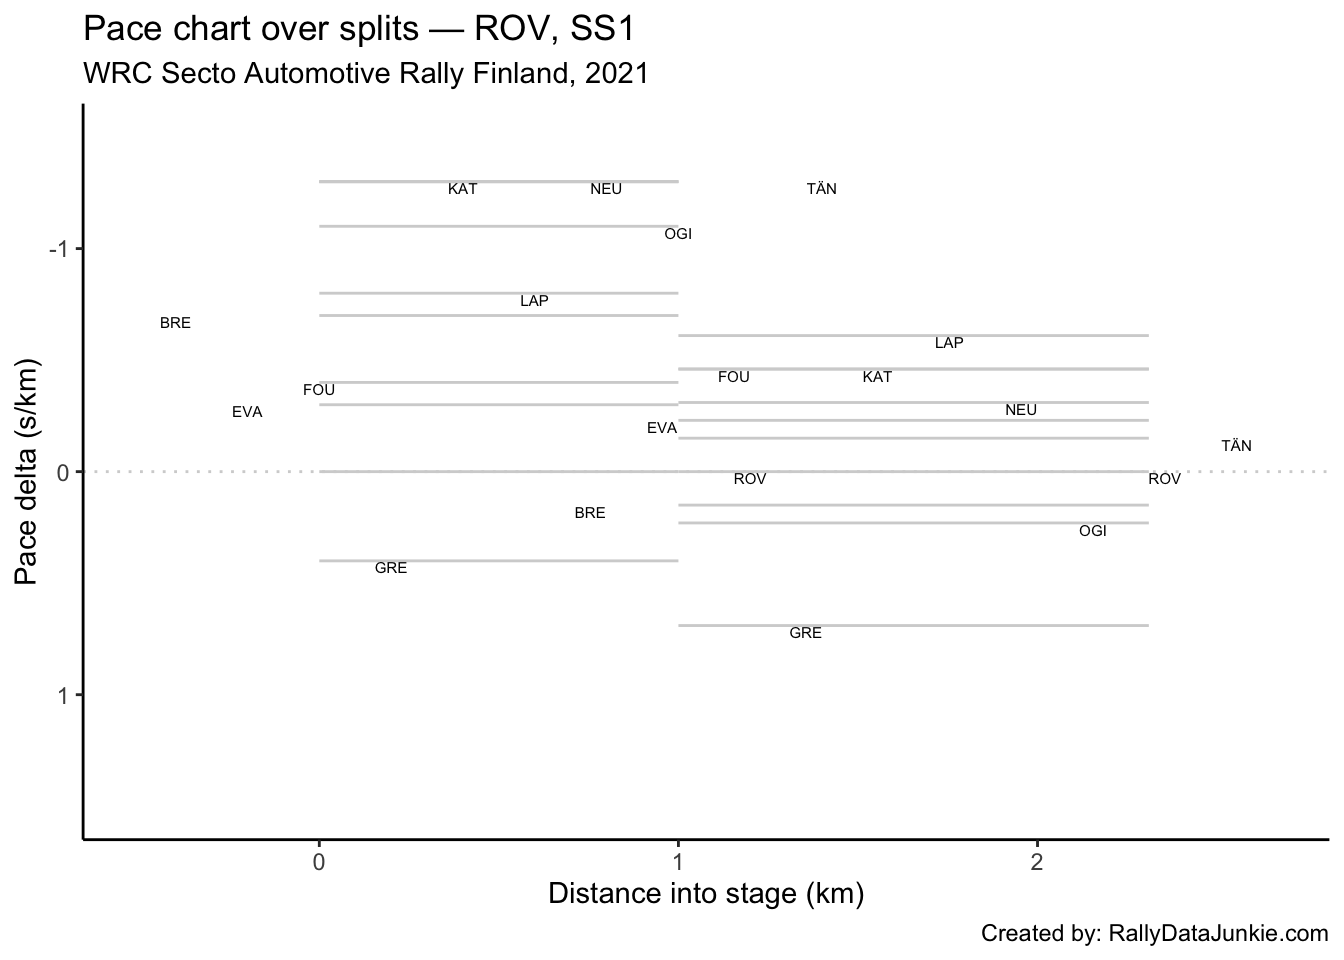 Pace chart over splits — ROV, SS1
WRC Secto Automotive Rally Finland, 2021
KAT NEU TÄN
OGI
-1
LAP
BRE
LAP
FOU KAT
FOU
EVA NEU
EVA
TÄN
0
ROV ROV
BRE
OGI
GRE
GRE
1
Pace delta (s/km)
0 1 2
Distance into stage (km)
Created by: RallyDataJunkie.com